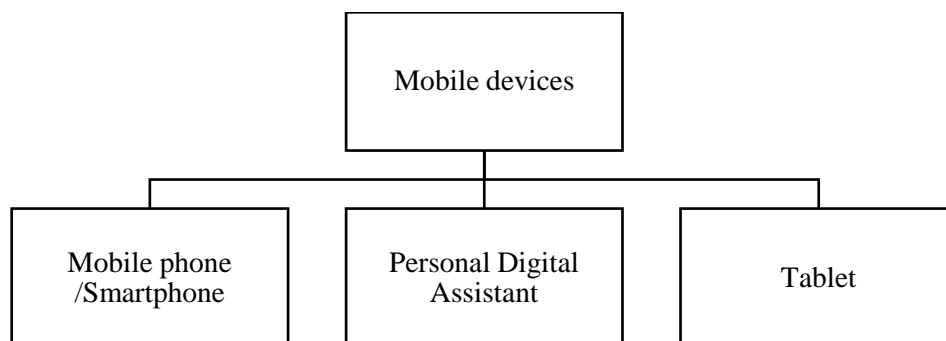 Mobile devices
Mobile phone
/Smartphone
Personal Digital
Assistant
Tablet